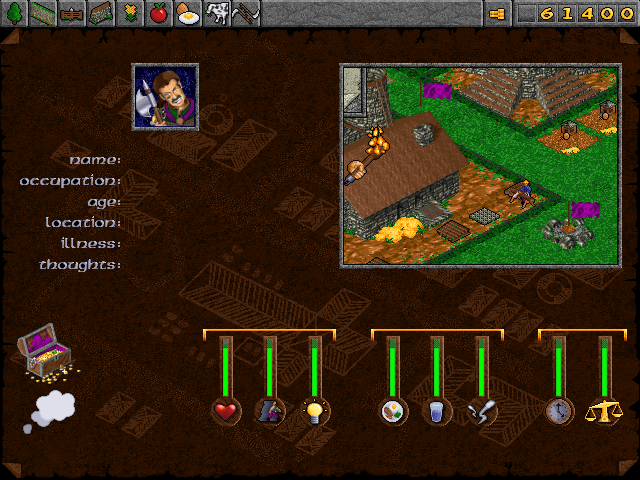 61400
name:
occupation:
age:
location:
illness:
thoughts: